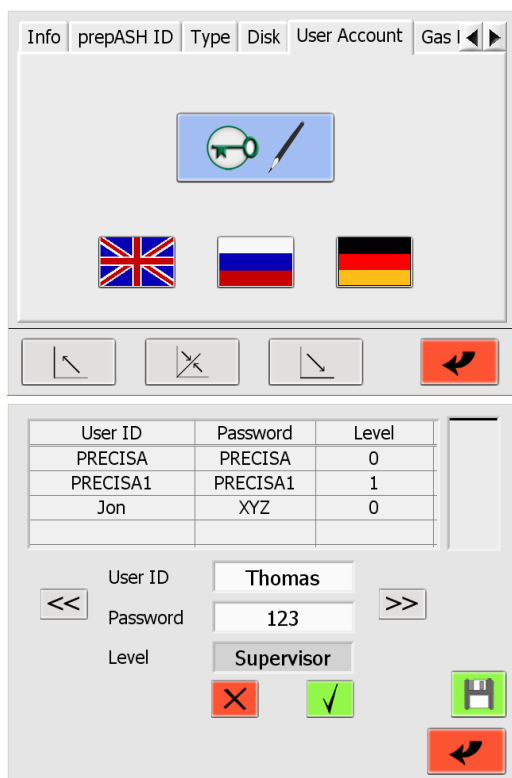 Info prepASH ID Type Disk User Account Gas
User ID Password Level
PRECISA PRECISA 0
PRECISA1 PRECISA1 1
Jon XYZ 0
User ID Thomas
<< >>
Password 123
Level Supervisor